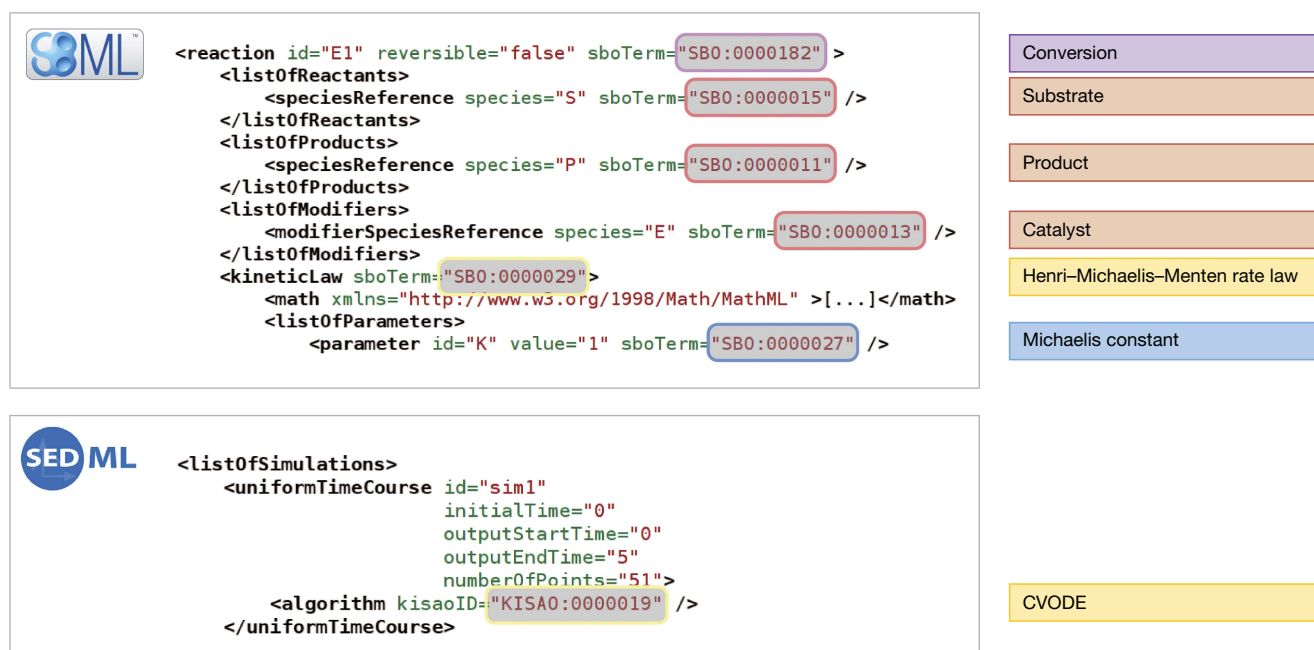 SBML™
<reaction id="E1" reversible="false" sboTerm="SBO:0000182" > Conversion
<listOfReactants>
<speciesReference species="S" sboTerm="SBO:0000015" /> Substrate
</listOfReactants>
<listOfProducts>
<speciesReference species="P" sboTerm="SBO:0000011" /> Product
</listOfProducts>
<listOfModifiers>
<modifierSpeciesReference species="E" sboTerm="SBO:0000013" /> Catalyst
</listOfModifiers>
<kineticLaw sboTerm="SBO:0000029"> Henri–Michaelis–Menten rate law
<math xmlns="http://www.w3.org/1998/Math/MathML" >[...]</math>
<listOfParameters>
<parameter id="K" value="1" sboTerm="SBO:0000027" /> Michaelis constant
SED ML
<listOfSimulations>
<uniformTimeCourse id="sim1"
initialTime="0"
outputStartTime="0"
outputEndTime="5"
numberOfPoints="51">
<algorithm kisaoID="KISAO:0000019" /> CVODE
</uniformTimeCourse>